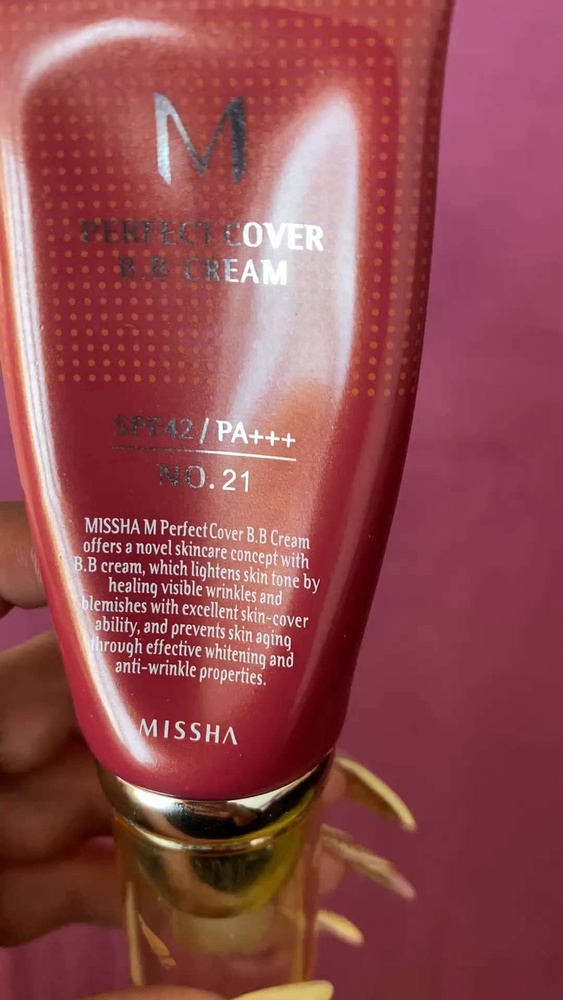 M
PERFECT COVER
B.B CREAM
SPF42 / PA+++
NO. 21
MISSHA M Perfect Cover B.B Cream
offers a novel skincare concept with
B.B cream, which lightens skin tone by
healing visible wrinkles and
blemishes with excellent skin-cover
ability, and prevents skin aging
through effective whitening and
anti-wrinkle properties.
MISSHA